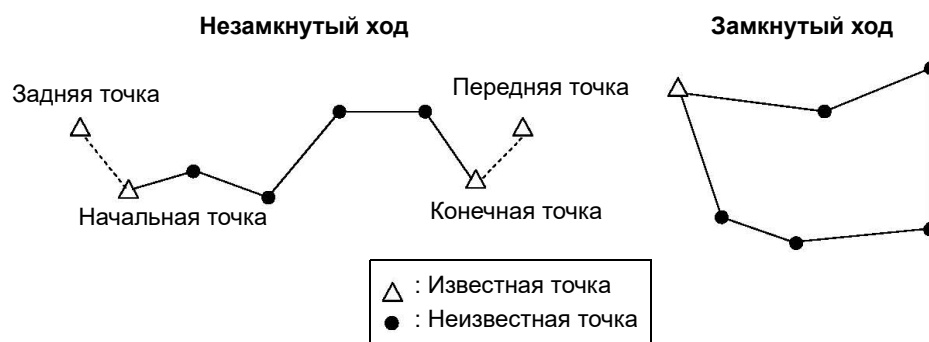 Незамкнутый ход
Замкнутый ход
Задняя точка
Передняя точка
Начальная точка
Конечная точка
: Известная точка
: Неизвестная точка